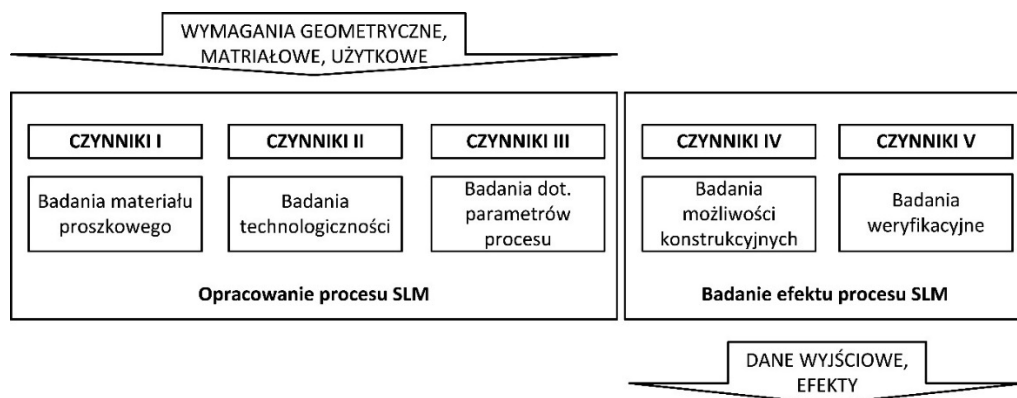 WYMAGANIA GEOMETRYCZNE,
MATRIAŁOWE, UŻYTKOWE
CZYNNIKI I
CZYNNIKI II
CZYNNIKI III
CZYNNIKI IV
CZYNNIKI V
Badania materiału
proszkowego
Badania
technologiczności
Badania dot.
parametrów
procesu
Badania
możliwości
konstrukcyjnych
Badania
weryfikacyjne
Opracowanie procesu SLM
Badanie efektu procesu SLM
DANE WYJŚCIOWE,
EFEKTY